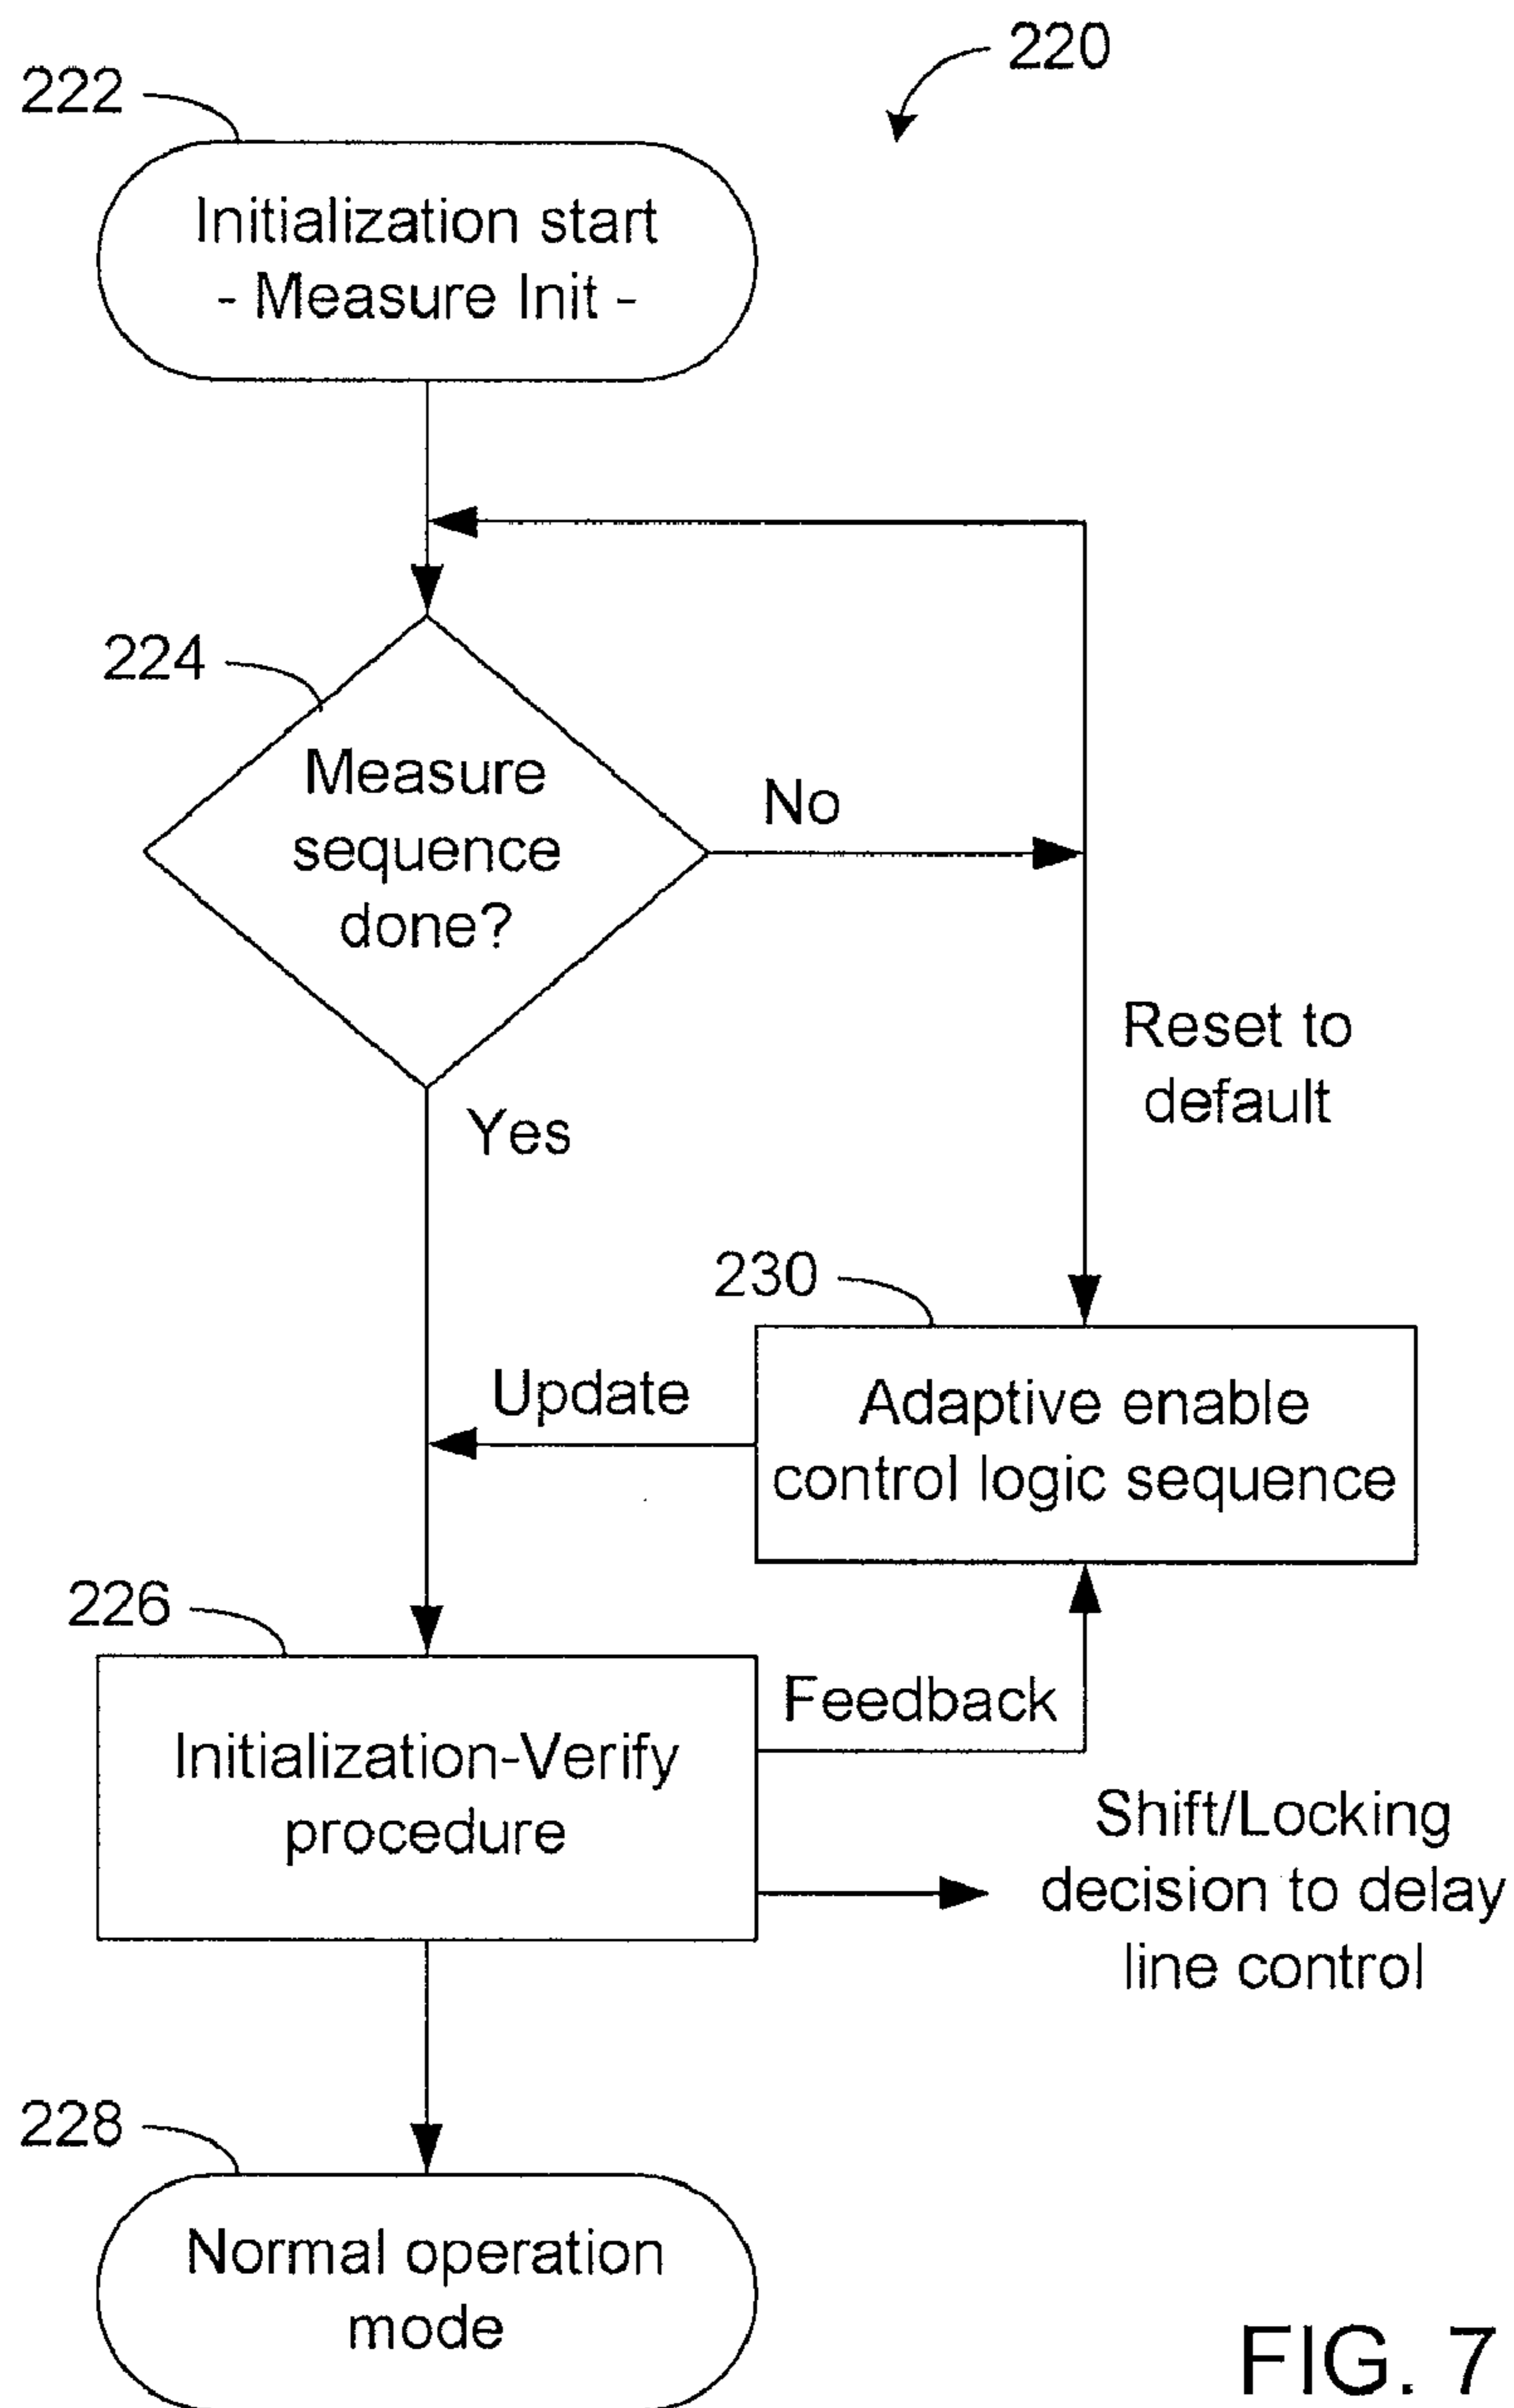 220
222
Initialization start
- Measure Init -
224
Measure
sequence
done?
No
Reset to
default
Yes
230
Adaptive enable
control logic sequence
Update
226
Initialization-Verify
procedure
Feedback
Shift/Locking
decision to delay
line control
228
Normal operation
mode
FIG. 7